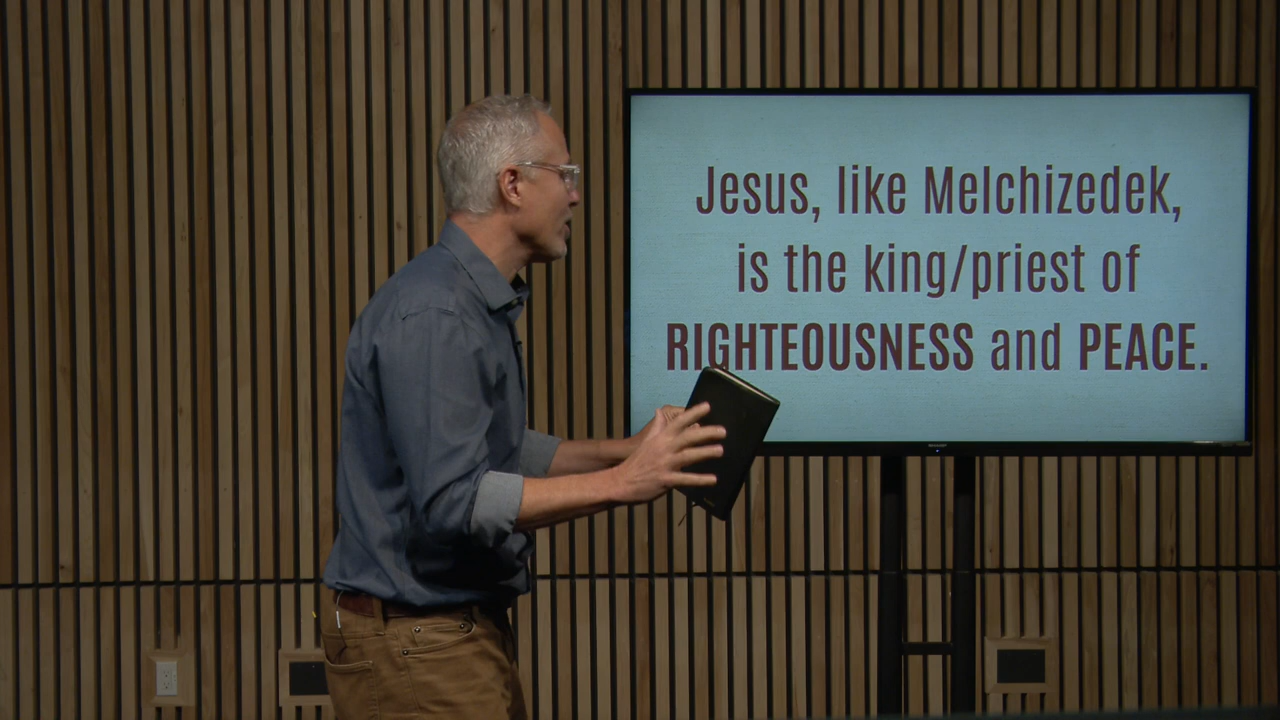 Jesus, like Melchizedek,
is the king/priest of
RIGHTEOUSNESS and PEACE.